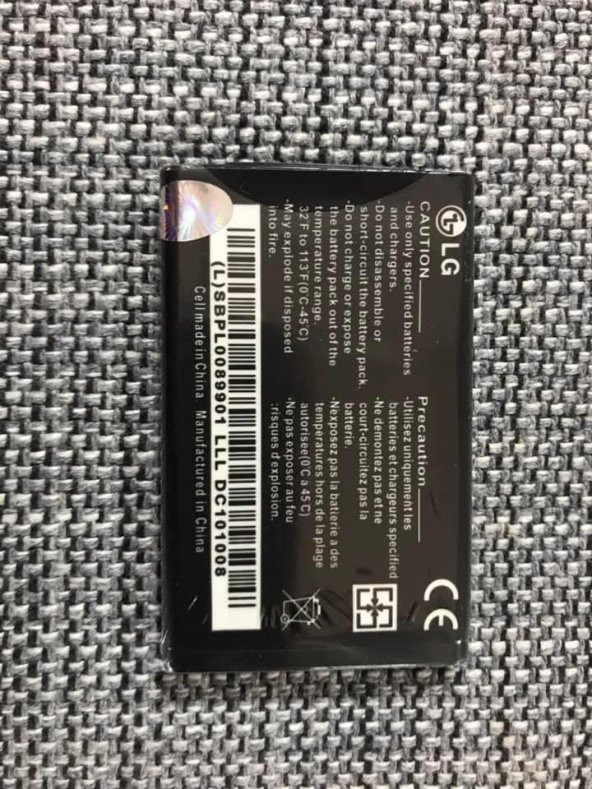 LG
CAUTION
-Use only specified batteries
and chargers.
-Do not disassemble or
short-circuit the battery pack.
-Do not charge or expose
the battery pack out of the
temperature range.
32°F to 113°F(0°C-45°C)
-May explode if disposed
into fire.
Precaution
-Utilisez uniquement les
batteries et chargeurs specified
-Ne demontez pas et ne
court-circuitez pas la
batterie.
-Nexposez pas la batterie a des
temperatures hors de la plage
autorisee(0°C a 45°C)
-Ne pas exposer au feu
:risques d'explosion.
CE
(L)SBPL0089901 LLL DC101008
Cell made in China Manufactured in China